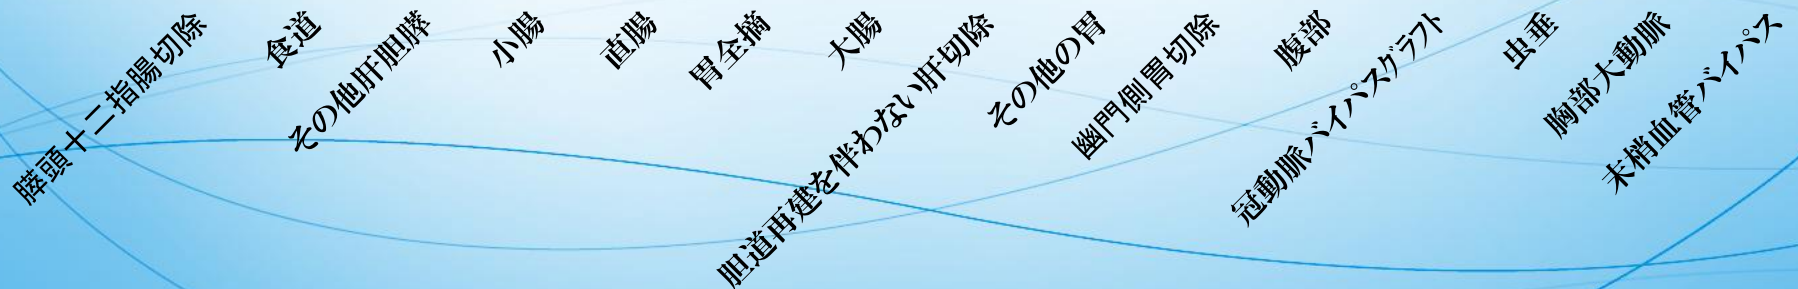 膵頭十二指腸切除
食道
その他肝胆膵
小腸
直腸
胃全摘
大腸
胆道再建を伴わない肝切除
その他の胃
幽門側胃切除
腹部
冠動脈バイパスグラフト
虫垂
胸部大動脈
末梢血管バイパス